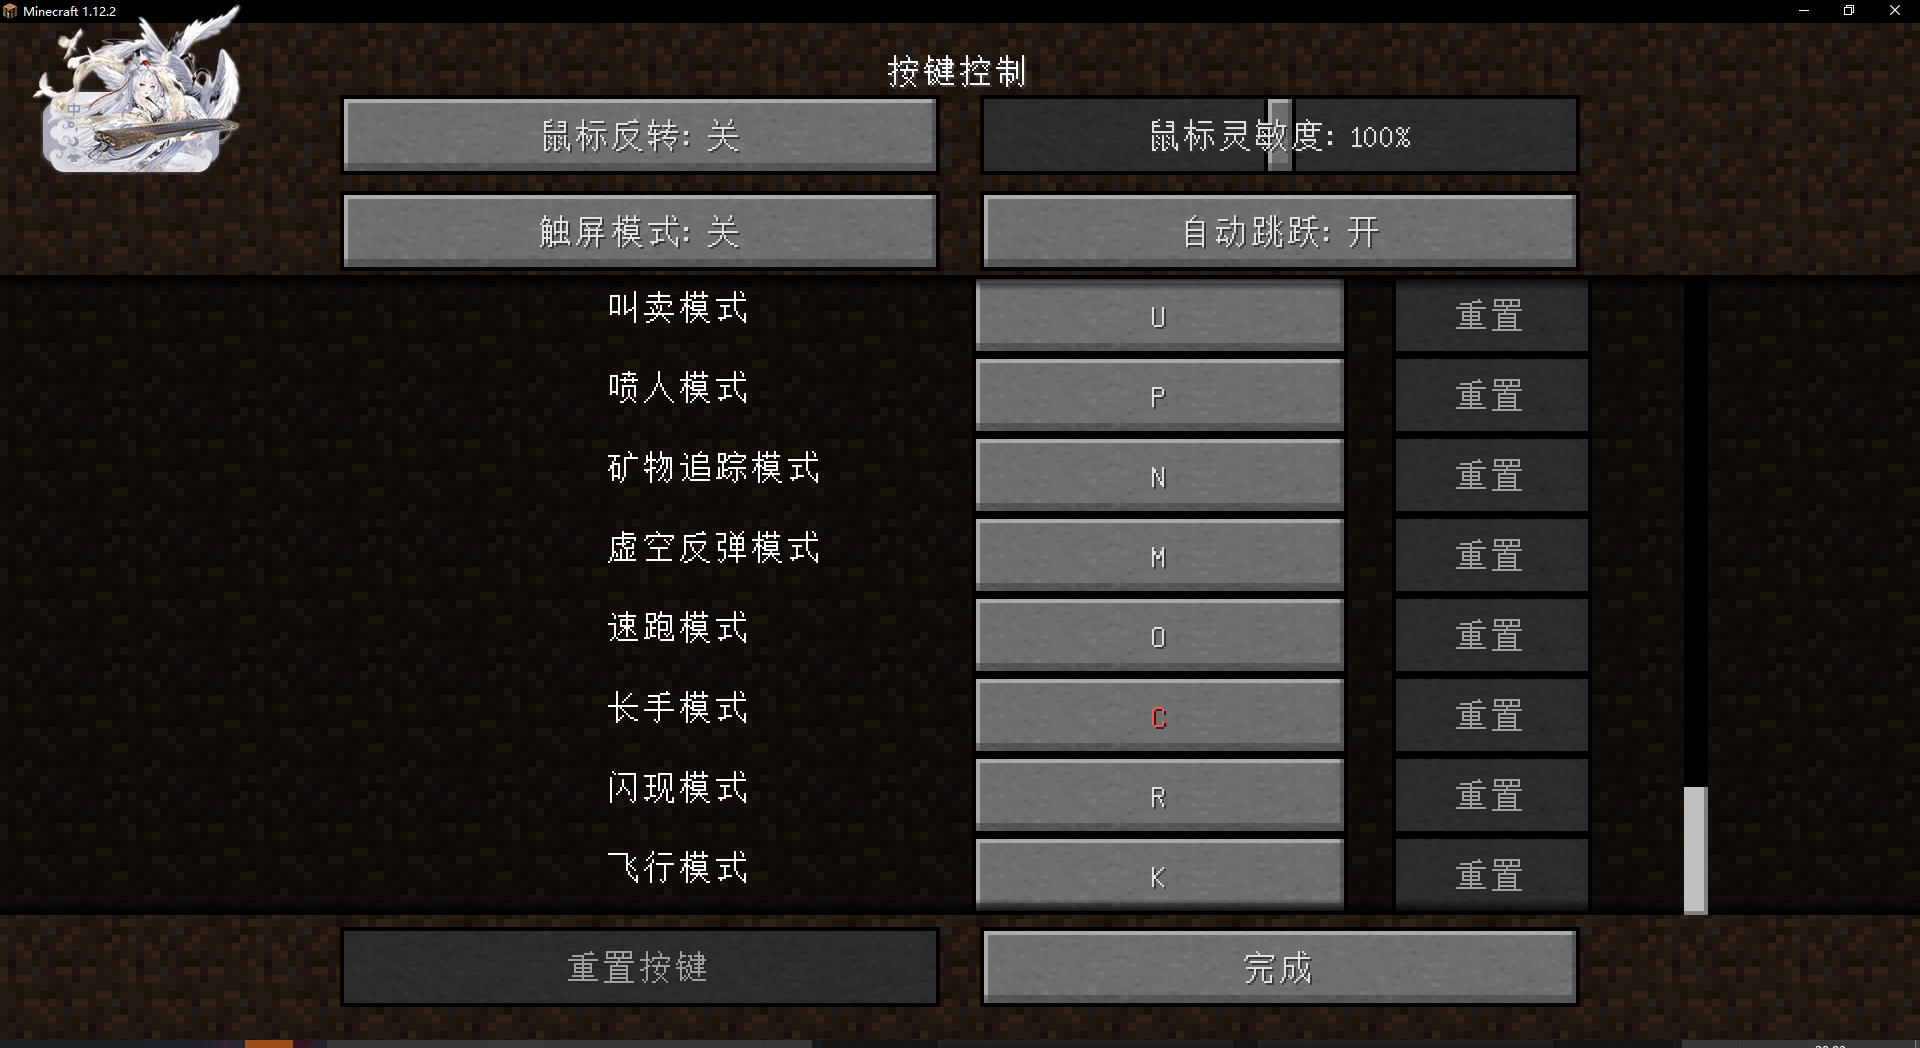 Minecraft 1.12.2
按键控制
鼠标反转: 关
鼠标灵敏度: 100%
触屏模式: 关
自动跳跃: 开
叫卖模式 U 重置
喷人模式 P 重置
矿物追踪模式 N 重置
虚空反弹模式 M 重置
速跑模式 O 重置
长手模式 C 重置
闪现模式 R 重置
飞行模式 K 重置
重置按键
完成
中